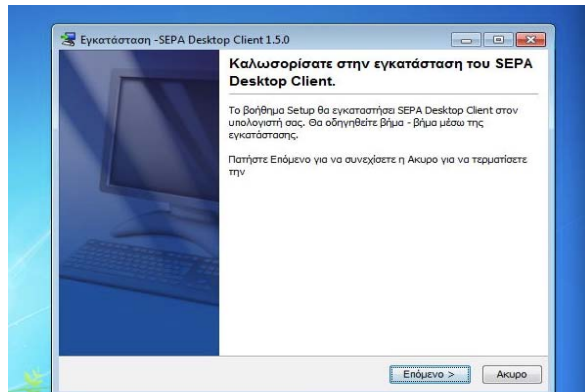 Εγκατάσταση -SEPA Desktop Client 1.5.0
Καλωσορίσατε στην εγκατάσταση του SEPA
Desktop Client.
Το βοήθημα Setup θα εγκαταστήσει SEPA Desktop Client στον
υπολογιστή σας. Θα οδηγηθείτε βήμα - βήμα μέσω της
εγκατάστασης.
Πατήστε Επόμενο για να συνεχίσετε η Ακυρο για να τερματίσετε
την
Επόμενο >
Ακυρο